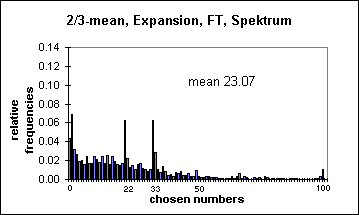 2/3-mean, Expansion, FT, Spektrum
0.14
0.12
0.10
0.08
0.06
0.04
0.02
0.00
relative
frequencies
mean 23.07
0 22 33 50 100
chosen numbers